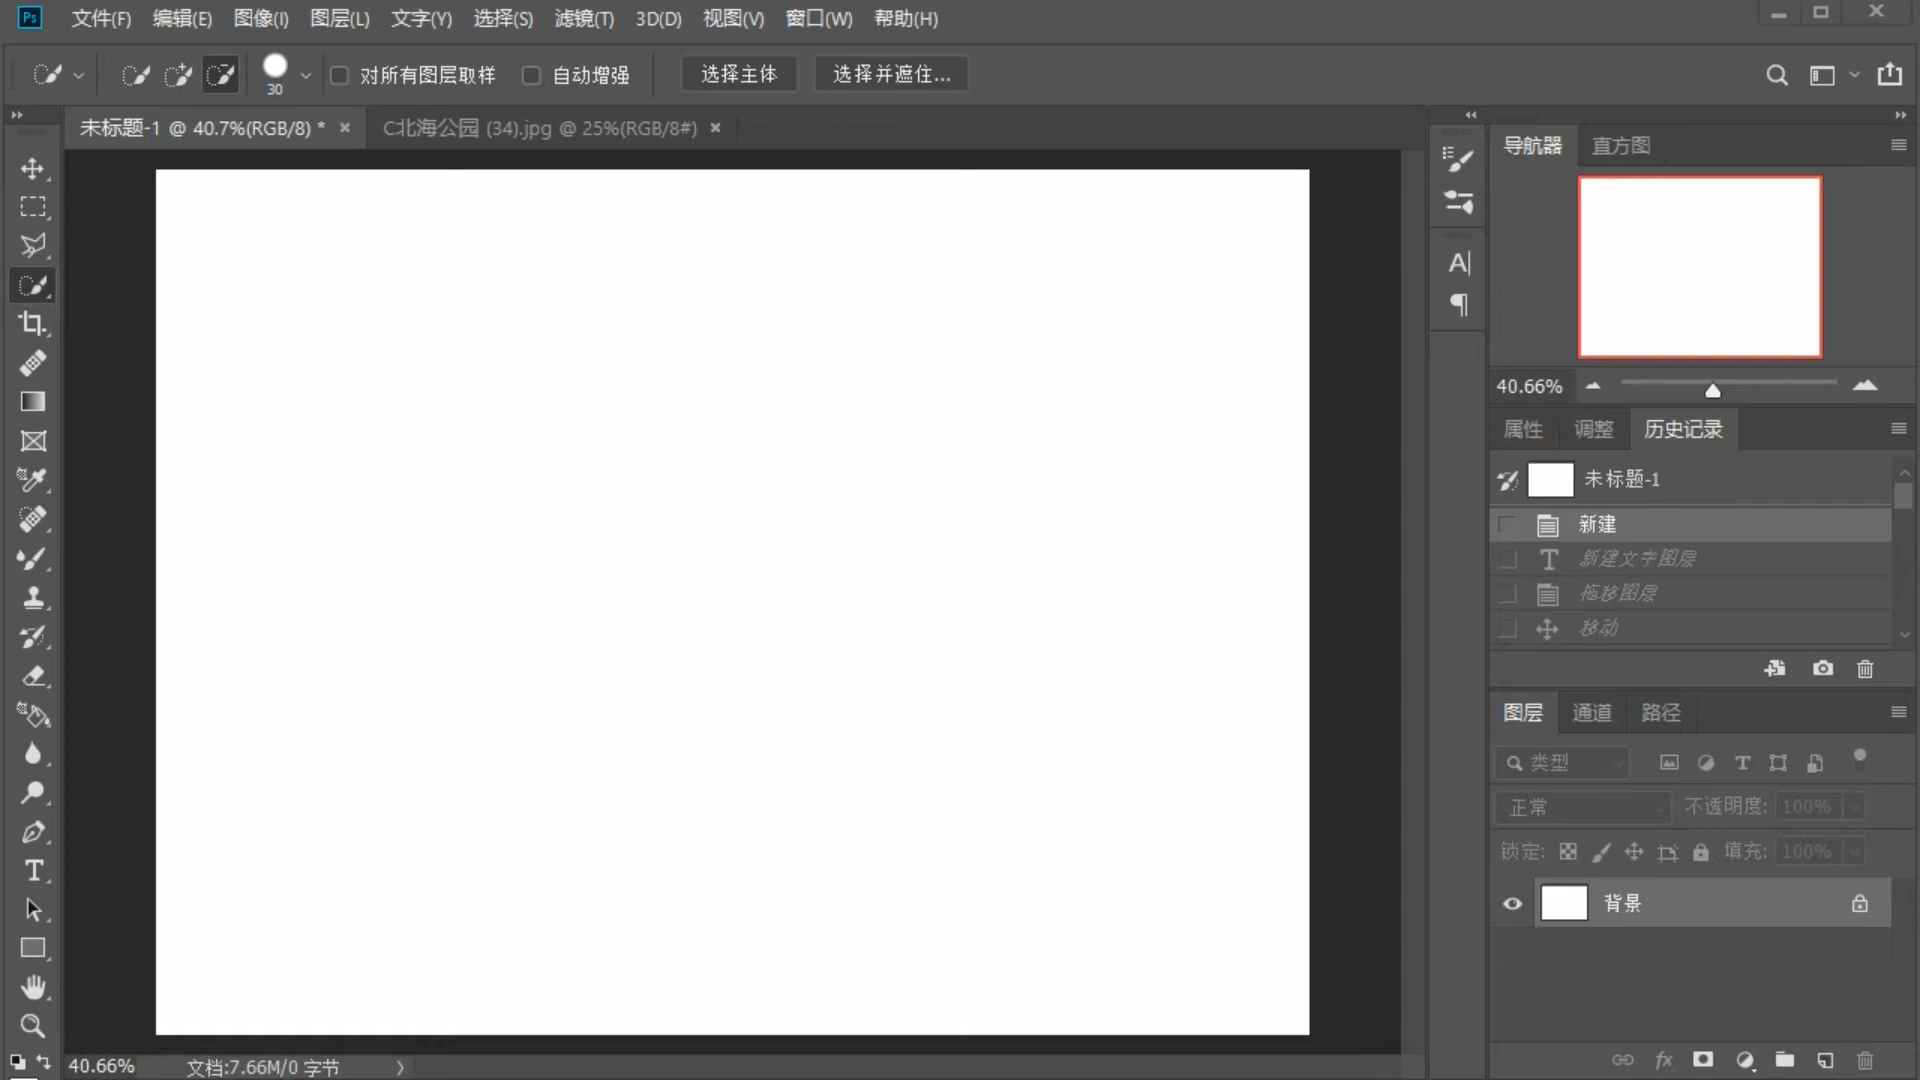 Ps 文件(F) 编辑(E) 图像(I) 图层(L) 文字(Y) 选择(S) 滤镜(T) 3D(D) 视图(V) 窗口(W) 帮助(H)
30 对所有图层取样 自动增强 选择主体 选择并遮住...
未标题-1 @ 40.7%(RGB/8) * × C北海公园 (34).jpg @ 25%(RGB/8#) ×
导航器 直方图
40.66%
属性 调整 历史记录
未标题-1
新建
新建文字图层
拖移图层
移动
图层 通道 路径
类型
正常 不透明度: 100%
锁定: 填充: 100%
背景
40.66% 文档:7.66M/0 字节
fx